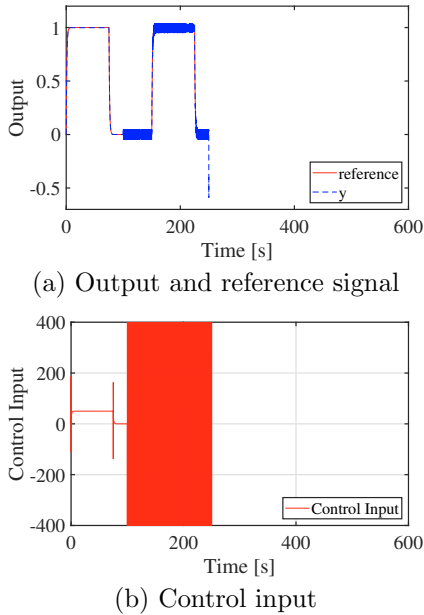 1
0.5
0
-0.5
Output
reference
y
0
200
400
600
Time [s]
(a) Output and reference signal
400
200
0
-200
-400
Control Input
Control Input
0
200
400
600
Time [s]
(b) Control input